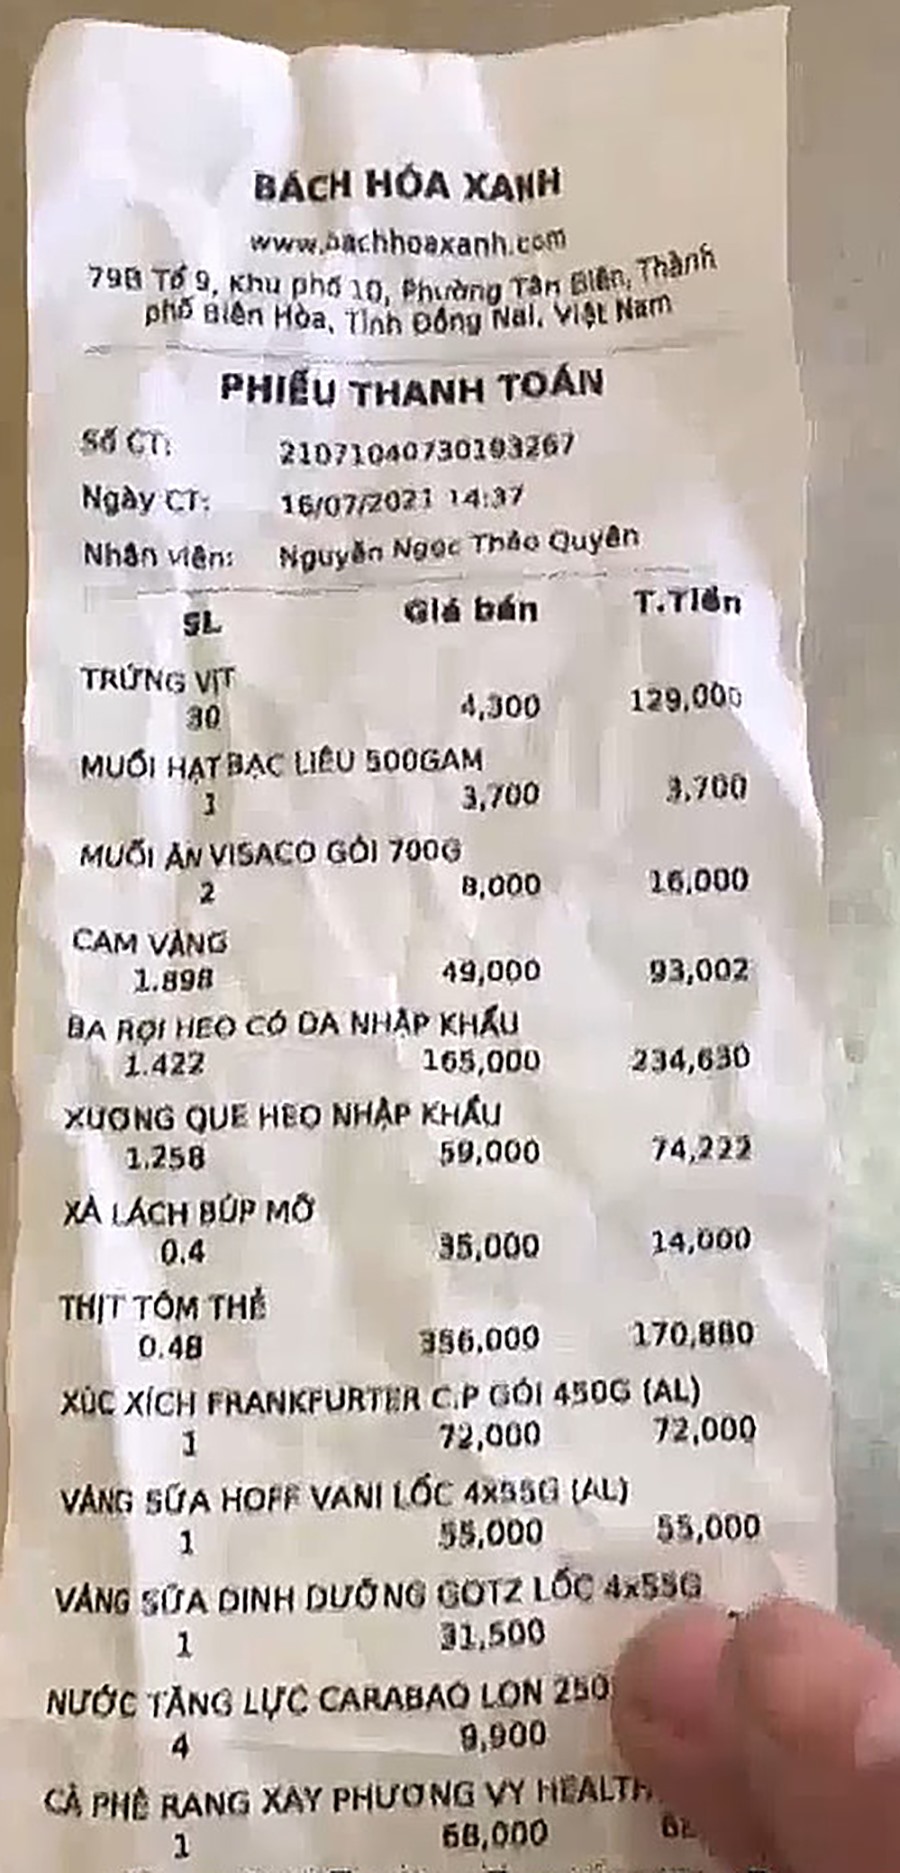 BÁCH HÓA XANH
www.bachhoaxanh.com
79B Tổ 9, Khu phố 10, Phường Tân Biên, Thành
phố Biên Hòa, Tỉnh Đồng Nai, Việt Nam
PHIẾU THANH TOÁN
Số CT: 21071040730193267
Ngày CT: 16/07/2021 14:37
Nhân viên: Nguyễn Ngọc Thảo Quyên
SL Giá bán T.Tiền
TRỨNG VỊT
30 4,300 129,000
MUỐI HẠT BẠC LIÊU 500GAM
1 3,700 3,700
MUỐI ĂN VISACO GÓI 700G
2 8,000 16,000
CAM VÀNG
1.898 49,000 93,002
BA RỌI HEO CÓ DA NHẬP KHẨU
1.422 165,000 234,630
XƯƠNG QUE HEO NHẬP KHẨU
1.258 59,000 74,222
XÀ LÁCH BÚP MỠ
0.4 35,000 14,000
THỊT TÔM THẺ
0.48 356,000 170,880
XÚC XÍCH FRANKFURTER C.P GÓI 450G (AL)
1 72,000 72,000
VÁNG SỮA HOFF VANI LỐC 4X55G (AL)
1 55,000 55,000
VÁNG SỮA DINH DƯỠNG GOTZ LỐC 4x55G
1 31,500
NƯỚC TĂNG LỰC CARABAO LON 250
4 9,900
CÀ PHÊ RANG XAY PHƯƠNG VY HEALTH
1 68,000